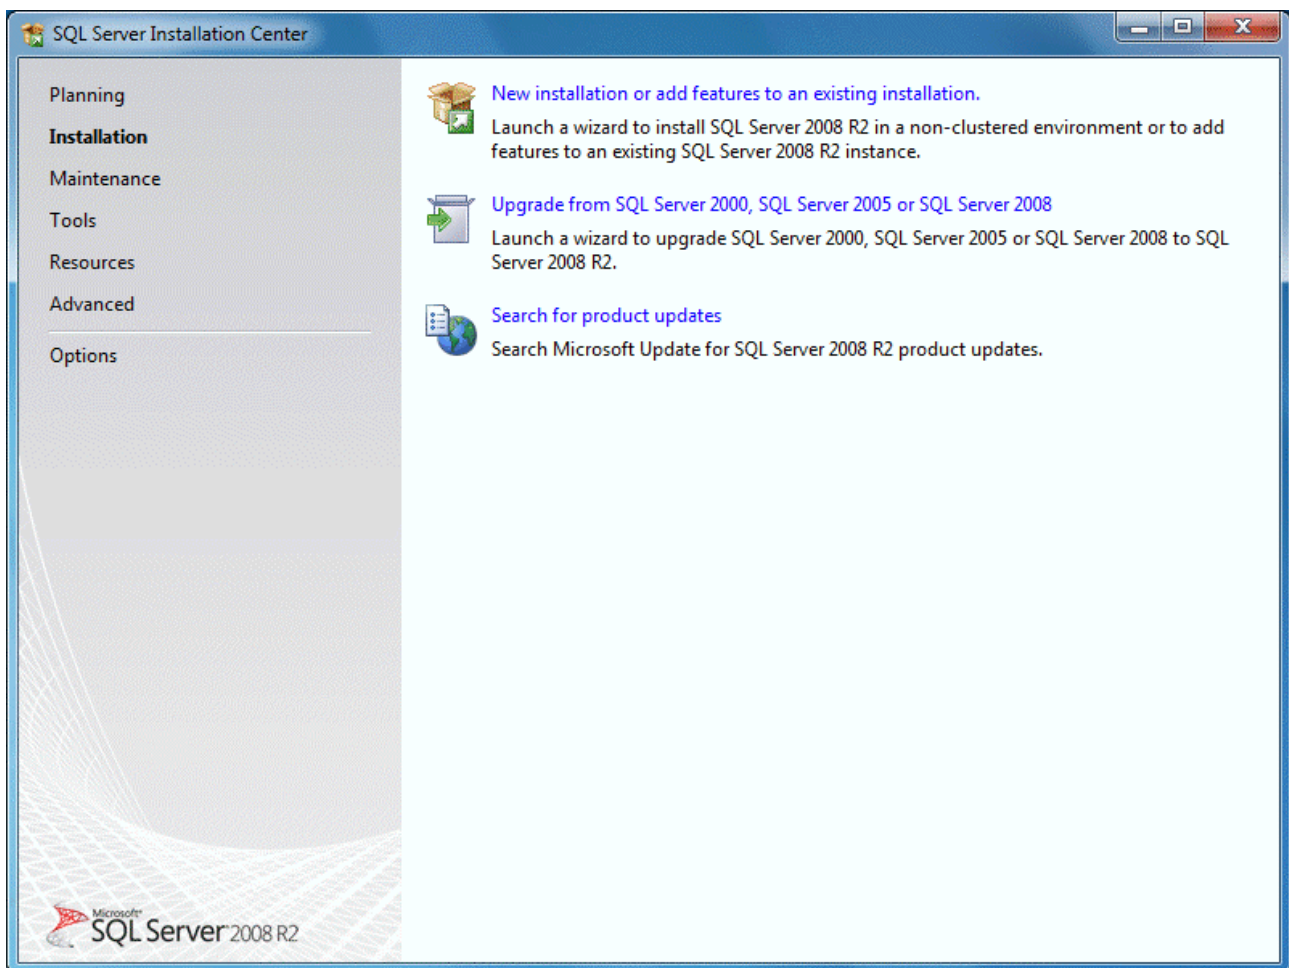 SQL Server Installation Center
Planning
Installation
Maintenance
Tools
Resources
Advanced
Options
New installation or add features to an existing installation.
Launch a wizard to install SQL Server 2008 R2 in a non-clustered environment or to add
features to an existing SQL Server 2008 R2 instance.
Upgrade from SQL Server 2000, SQL Server 2005 or SQL Server 2008
Launch a wizard to upgrade SQL Server 2000, SQL Server 2005 or SQL Server 2008 to SQL
Server 2008 R2.
Search for product updates
Search Microsoft Update for SQL Server 2008 R2 product updates.
Microsoft
SQL Server 2008 R2